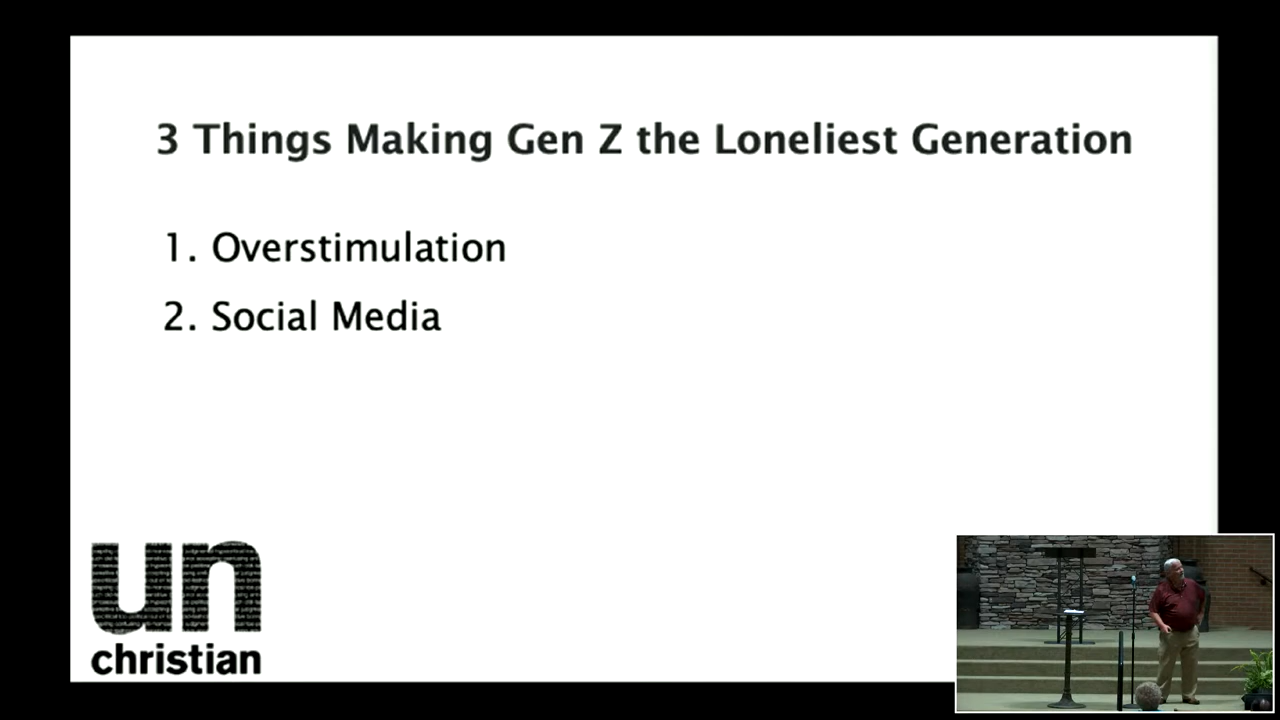 3 Things Making Gen Z the Loneliest Generation
1. Overstimulation
2. Social Media
un
christian